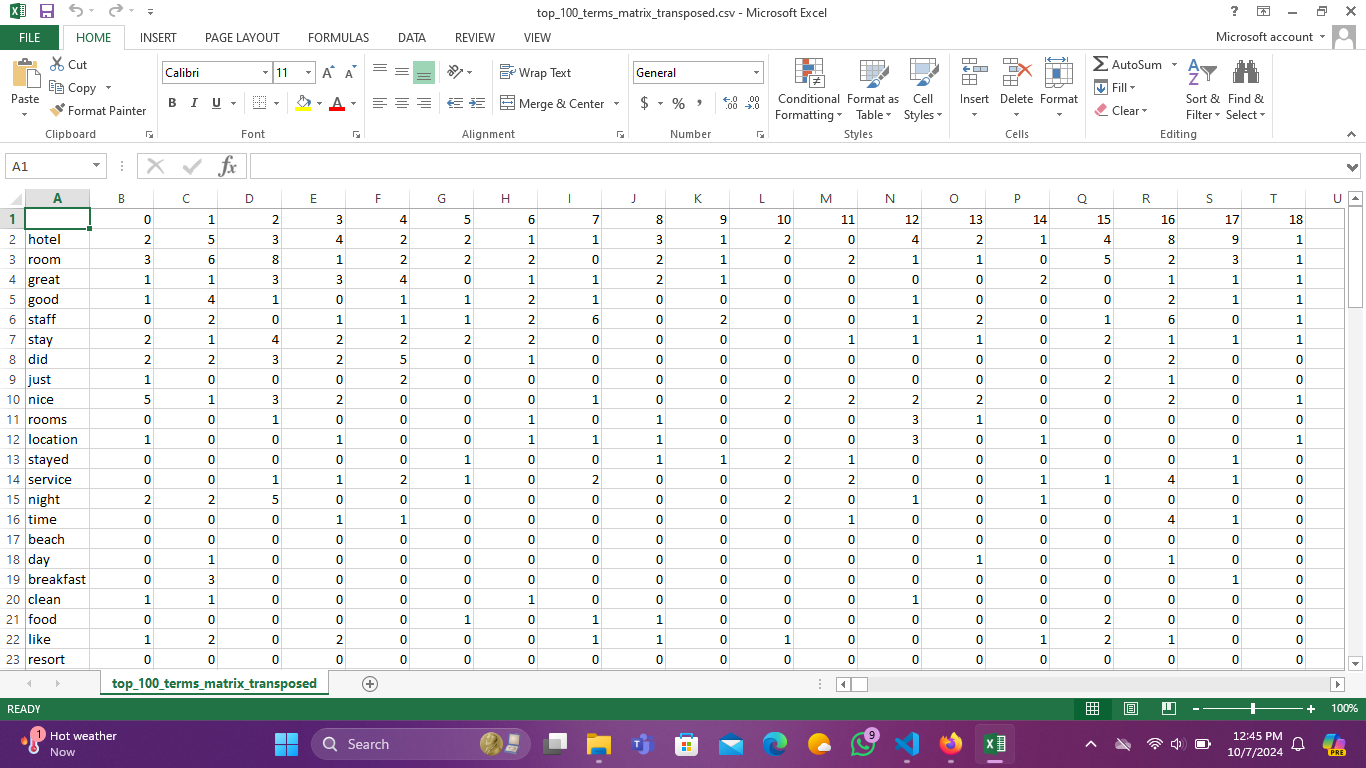 top_100_terms_matrix_transposed.csv - Microsoft Excel
FILE HOME INSERT PAGE LAYOUT FORMULAS DATA REVIEW VIEW Microsoft account
Paste Cut Copy Format Painter
Calibri 11 Wrap Text General
B I U Merge & Center $ % ,
Conditional Formatting Format as Table Cell Styles Insert Delete Format AutoSum Fill Clear Sort & Filter Find & Select
Clipboard Font Alignment Number Styles Cells Editing
A1 fx
A B C D E F G H I J K L M N O P Q R S T U
1 0 1 2 3 4 5 6 7 8 9 10 11 12 13 14 15 16 17 18
2 hotel 2 5 3 4 2 2 1 1 3 1 2 0 4 2 1 4 8 9 1
3 room 3 6 8 1 2 2 2 0 2 1 0 2 1 1 0 5 2 3 1
4 great 1 1 3 3 4 0 1 1 2 1 0 0 0 0 2 0 1 1 1
5 good 1 4 1 0 1 1 2 1 0 0 0 0 1 0 0 0 2 1 1
6 staff 0 2 0 1 1 1 2 6 0 2 0 0 1 2 0 1 6 0 1
7 stay 2 1 4 2 2 2 2 0 0 0 0 1 1 1 0 2 1 1 1
8 did 2 2 3 2 5 0 1 0 0 0 0 0 0 0 0 0 2 0 0
9 just 1 0 0 0 2 0 0 0 0 0 0 0 0 0 0 2 1 0 0
10 nice 5 1 3 2 0 0 0 1 0 0 2 2 2 2 0 0 2 0 1
11 rooms 0 0 1 0 0 0 1 0 1 0 0 0 3 1 0 0 0 0 0
12 location 1 0 0 1 0 0 1 1 1 0 0 0 3 0 1 0 0 0 1
13 stayed 0 0 0 0 0 1 0 0 1 1 2 1 0 0 0 0 0 1 0
14 service 0 0 1 1 2 1 0 2 0 0 0 2 0 0 1 1 4 1 0
15 night 2 2 5 0 0 0 0 0 0 0 2 0 1 0 1 0 0 0 0
16 time 0 0 0 1 1 0 0 0 0 0 0 1 0 0 0 0 4 1 0
17 beach 0 0 0 0 0 0 0 0 0 0 0 0 0 0 0 0 0 0 0
18 day 0 1 0 0 0 0 0 0 0 0 0 0 0 1 0 0 1 0 0
19 breakfast 0 3 0 0 0 0 0 0 0 0 0 0 0 0 0 0 0 1 0
20 clean 1 1 0 0 0 0 1 0 0 0 0 0 1 0 0 0 0 0 0
21 food 0 0 0 0 0 1 0 1 1 0 0 0 0 0 0 2 0 0 0
22 like 1 2 0 2 0 0 0 1 1 0 1 0 0 0 1 2 1 0 0
23 resort 0 0 0 0 0 0 0 0 0 0 0 0 0 0 0 0 0 0 0
top_100_terms_matrix_transposed
READY 100%
1 Hot weather 9 12:45 PM
Now Search 10/7/2024 PRE